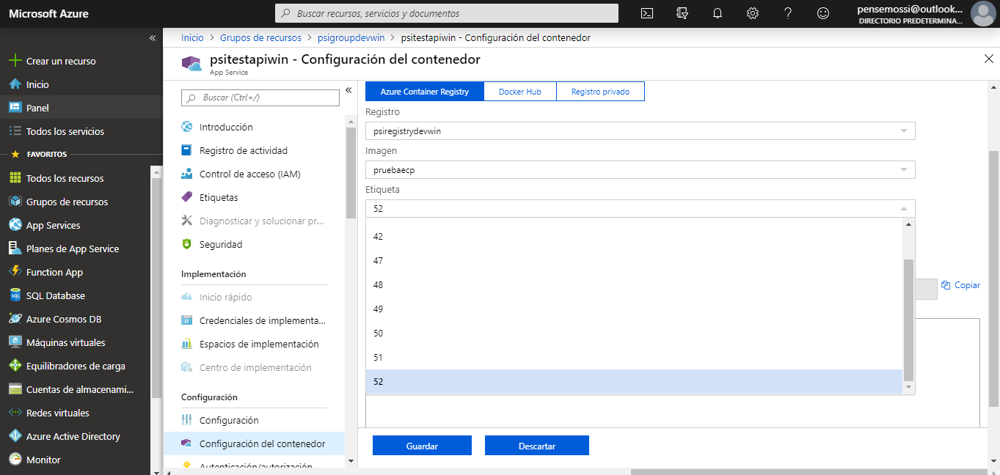 Microsoft Azure
Buscar recursos, servicios y documentos
pensemossi@outlook...
DIRECTORIO PREDETERMINA...
Crear un recurso
Inicio
Panel
Todos los servicios
FAVORITOS
Todos los recursos
Grupos de recursos
App Services
Planes de App Service
Function App
SQL Database
Azure Cosmos DB
Máquinas virtuales
Equilibradores de carga
Cuentas de almacenami...
Redes virtuales
Azure Active Directory
Monitor
Inicio > Grupos de recursos > psigroupdevwin > psitestapiwin - Configuración del contenedor
psitestapiwin - Configuración del contenedor
App Service
Buscar (Ctrl+/)
Introducción
Registro de actividad
Control de acceso (IAM)
Etiquetas
Diagnosticar y solucionar pr...
Seguridad
Implementación
Inicio rápido
Credenciales de implementa...
Espacios de implementación
Centro de implementación
Configuración
Configuración
Configuración del contenedor
Autenticación/autorización
Azure Container Registry
Docker Hub
Registro privado
Registro
psiregistrydevwin
Imagen
pruebaecp
Etiqueta
52
42
47
48
49
50
51
52
Copiar
Guardar
Descartar